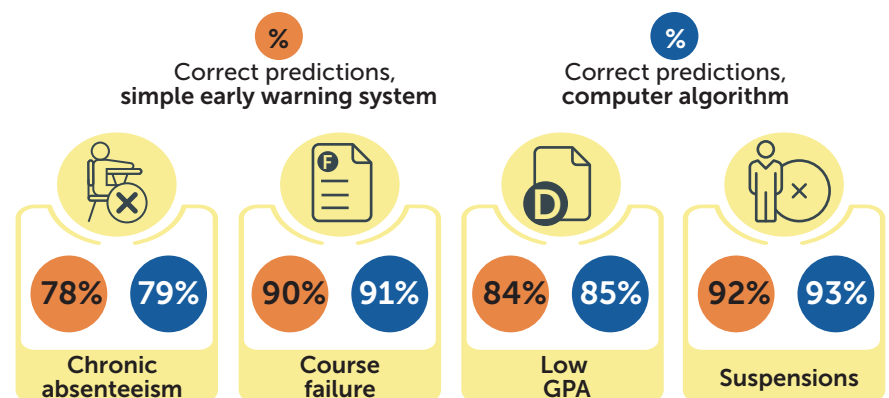 %
%
Correct predictions,
simple early warning system
Correct predictions,
computer algorithm
F
D
78%
79%
90%
91%
84%
85%
92%
93%
Chronic
absenteeism
Course
failure
Low
GPA
Suspensions